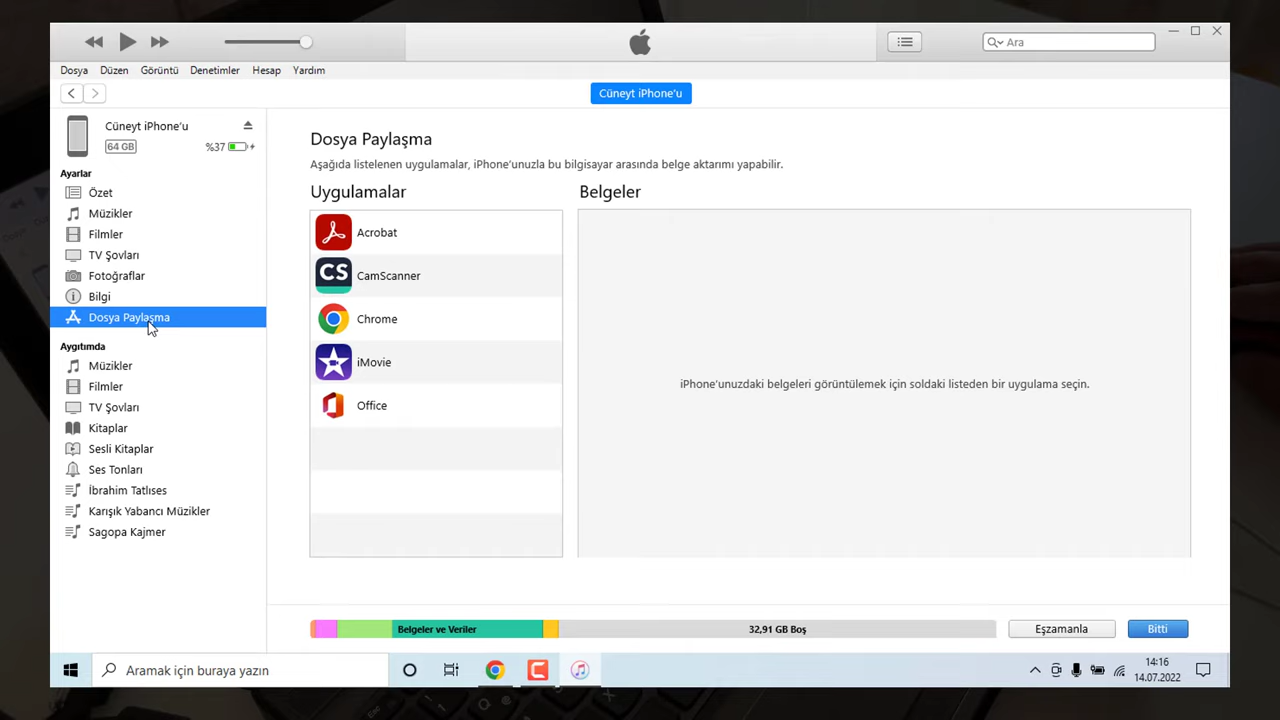 Ara
Dosya Düzen Görüntü Denetimler Hesap Yardım
Cüneyt iPhone'u
Cüneyt iPhone'u
64 GB %37
Ayarlar
Özet
Müzikler
Filmler
TV Şovları
Fotoğraflar
Bilgi
Dosya Paylaşma
Aygıtımda
Müzikler
Filmler
TV Şovları
Kitaplar
Sesli Kitaplar
Ses Tonları
İbrahim Tatlıses
Karışık Yabancı Müzikler
Sagopa Kajmer
Dosya Paylaşma
Aşağıda listelenen uygulamalar, iPhone'unuzla bu bilgisayar arasında belge aktarımı yapabilir.
Uygulamalar
Acrobat
CS CamScanner
Chrome
iMovie
Office
Belgeler
iPhone'unuzdaki belgeleri görüntülemek için soldaki listeden bir uygulama seçin.
Belgeler ve Veriler 32,91 GB Boş Eşzamanla Bitti
Aramak için buraya yazın
14:16
14.07.2022